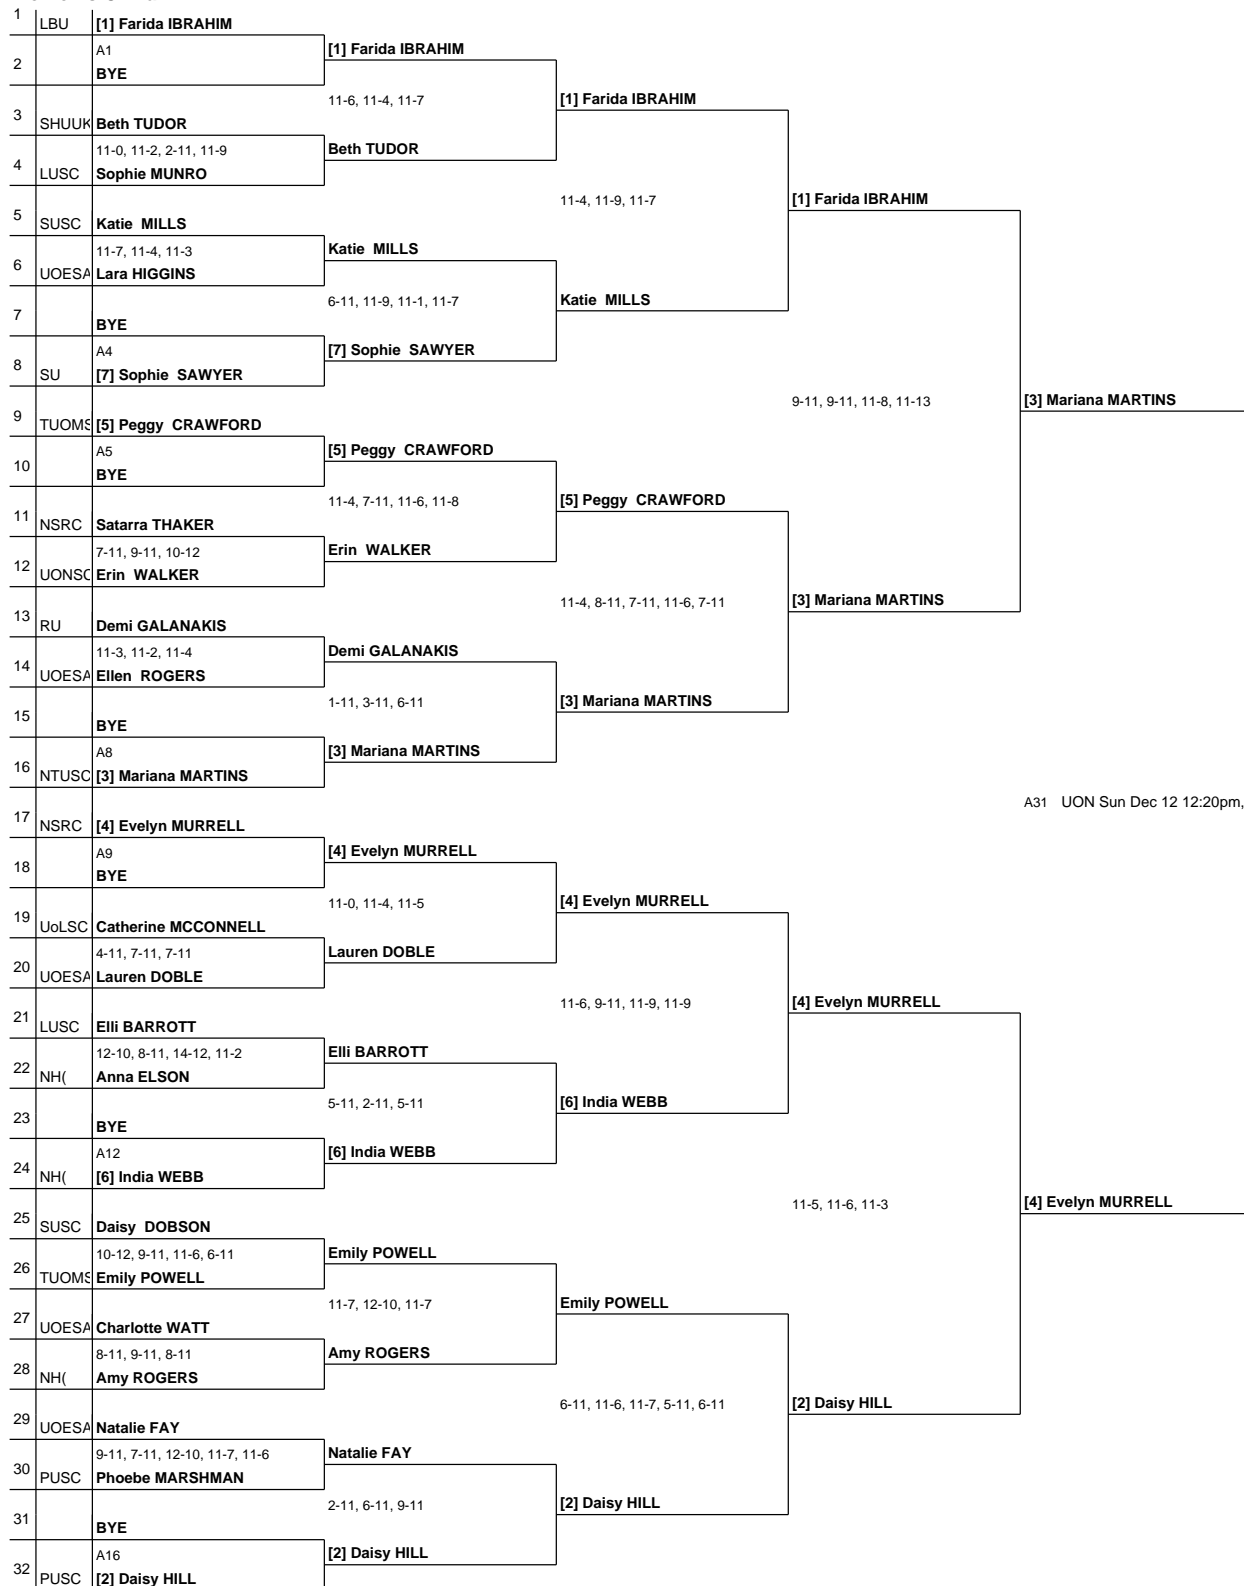 1 LBU [1] Farida IBRAHIM
A1 [1] Farida IBRAHIM
2 BYE
11-6, 11-4, 11-7 [1] Farida IBRAHIM
3 SHUUK Beth TUDOR
11-0, 11-2, 2-11, 11-9 Beth TUDOR
4 LUSC Sophie MUNRO
11-4, 11-9, 11-7 [1] Farida IBRAHIM
5 SUSC Katie MILLS
11-7, 11-4, 11-3 Katie MILLS
6 UOESA Lara HIGGINS
6-11, 11-9, 11-1, 11-7 Katie MILLS
7 BYE
A4 [7] Sophie SAWYER
8 SU [7] Sophie SAWYER
9-11, 9-11, 11-8, 11-13 [3] Mariana MARTINS
9 TUOMS [5] Peggy CRAWFORD
A5 [5] Peggy CRAWFORD
10 BYE
11-4, 7-11, 11-6, 11-8 [5] Peggy CRAWFORD
11 NSRC Satarra THAKER
7-11, 9-11, 10-12 Erin WALKER
12 UONSC Erin WALKER
11-4, 8-11, 7-11, 11-6, 7-11 [3] Mariana MARTINS
13 RU Demi GALANAKIS
11-3, 11-2, 11-4 Demi GALANAKIS
14 UOESA Ellen ROGERS
1-11, 3-11, 6-11 [3] Mariana MARTINS
15 BYE
A8 [3] Mariana MARTINS
16 NTUSC [3] Mariana MARTINS
A31 UON Sun Dec 12 12:20pm,
17 NSRC [4] Evelyn MURRELL
A9 [4] Evelyn MURRELL
18 BYE
11-0, 11-4, 11-5 [4] Evelyn MURRELL
19 UoLSC Catherine MCCONNELL
4-11, 7-11, 7-11 Lauren DOBLE
20 UOESA Lauren DOBLE
11-6, 9-11, 11-9, 11-9 [4] Evelyn MURRELL
21 LUSC Elli BARROTT
12-10, 8-11, 14-12, 11-2 Elli BARROTT
22 NH( Anna ELSON
5-11, 2-11, 5-11 [6] India WEBB
23 BYE
A12 [6] India WEBB
24 NH( [6] India WEBB
11-5, 11-6, 11-3 [4] Evelyn MURRELL
25 SUSC Daisy DOBSON
10-12, 9-11, 11-6, 6-11 Emily POWELL
26 TUOMS Emily POWELL
11-7, 12-10, 11-7 Emily POWELL
27 UOESA Charlotte WATT
8-11, 9-11, 8-11 Amy ROGERS
28 NH( Amy ROGERS
6-11, 11-6, 11-7, 5-11, 6-11 [2] Daisy HILL
29 UOESA Natalie FAY
9-11, 7-11, 12-10, 11-7, 11-6 Natalie FAY
30 PUSC Phoebe MARSHMAN
2-11, 6-11, 9-11 [2] Daisy HILL
31 BYE
A16 [2] Daisy HILL
32 PUSC [2] Daisy HILL